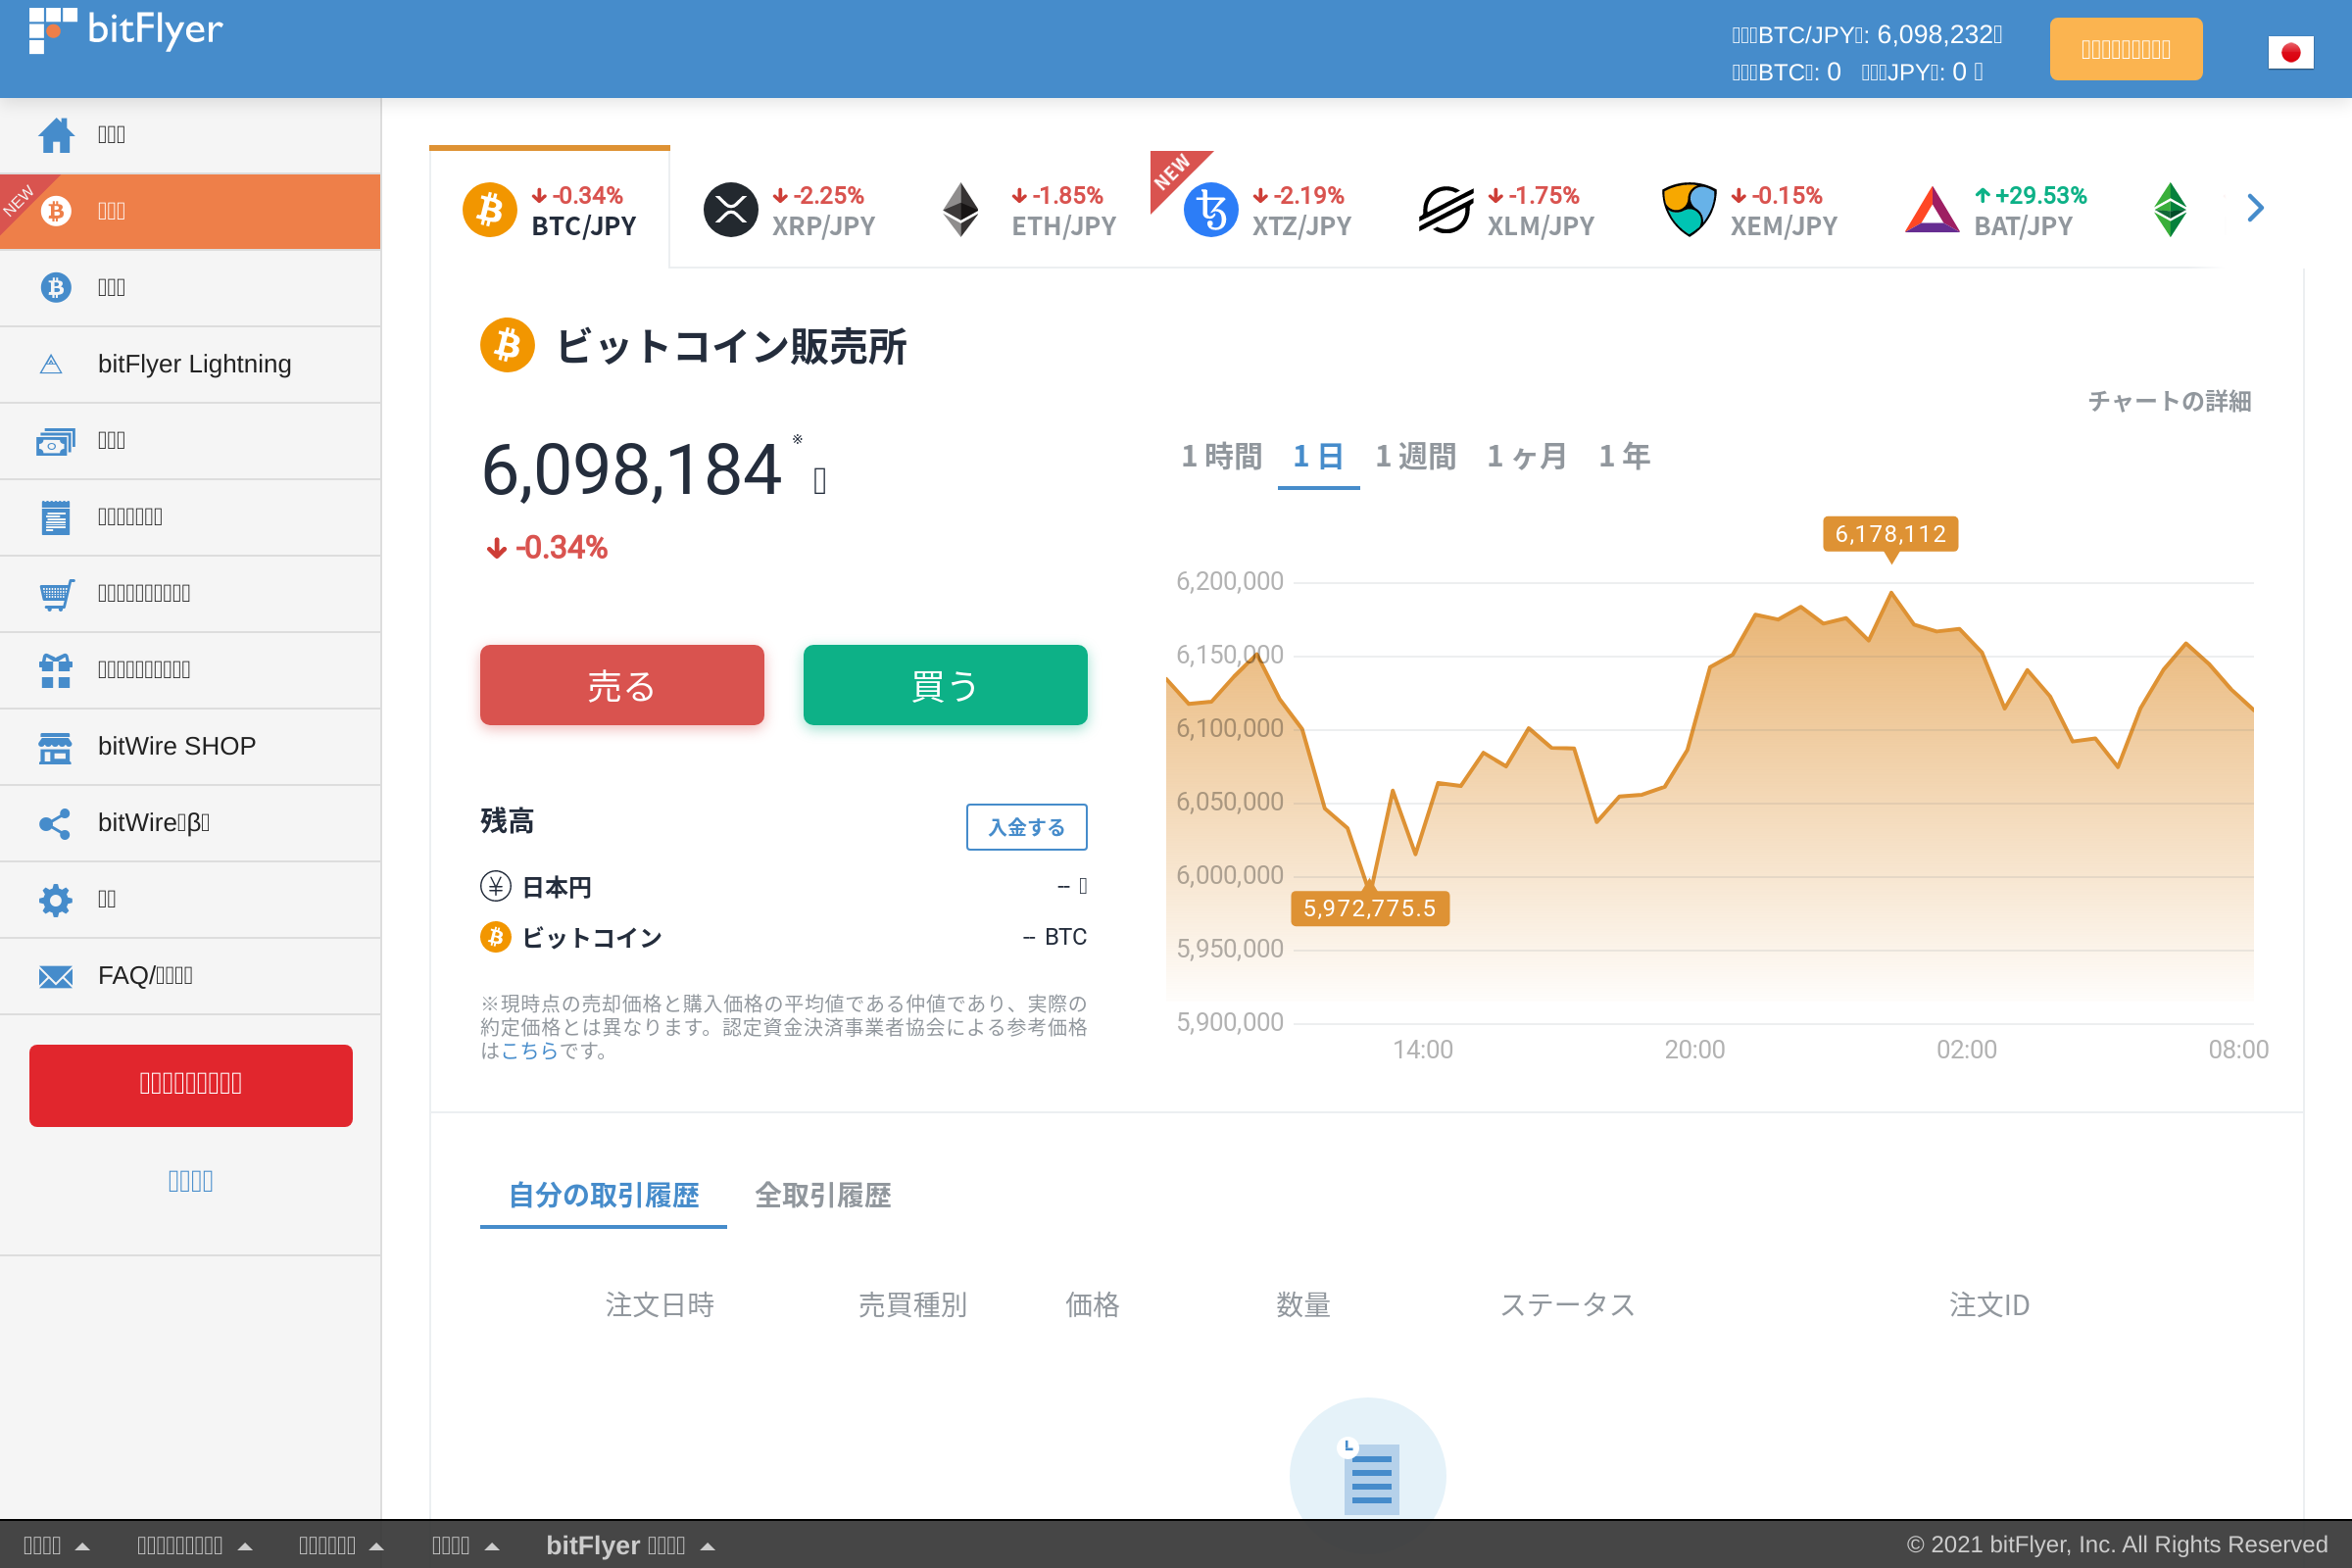 bitFlyer
BTC/JPY: 6,098,232
BTC: 0 JPY: 0
NEW
bitFlyer Lightning
bitWire SHOP
bitWire β
FAQ/
-0.34%
BTC/JPY
-2.25%
XRP/JPY
-1.85%
ETH/JPY
NEW
-2.19%
XTZ/JPY
-1.75%
XLM/JPY
-0.15%
XEM/JPY
+29.53%
BAT/JPY
ビットコイン販売所
チャートの詳細
6,098,184 ※
-0.34%
1 時間 1 日 1 週間 1 ヶ月 1 年
売る 買う
残高 入金する
日本円 --
ビットコイン -- BTC
※現時点の売却価格と購入価格の平均値である仲値であり、実際の
約定価格とは異なります。認定資金決済事業者協会による参考価格
はこちらです。
6,178,112
6,200,000
6,150,000
6,100,000
6,050,000
6,000,000
5,972,775.5
5,950,000
5,900,000
14:00 20:00 02:00 08:00
自分の取引履歴 全取引履歴
注文日時 売買種別 価格 数量 ステータス 注文ID
bitFlyer
© 2021 bitFlyer, Inc. All Rights Reserved